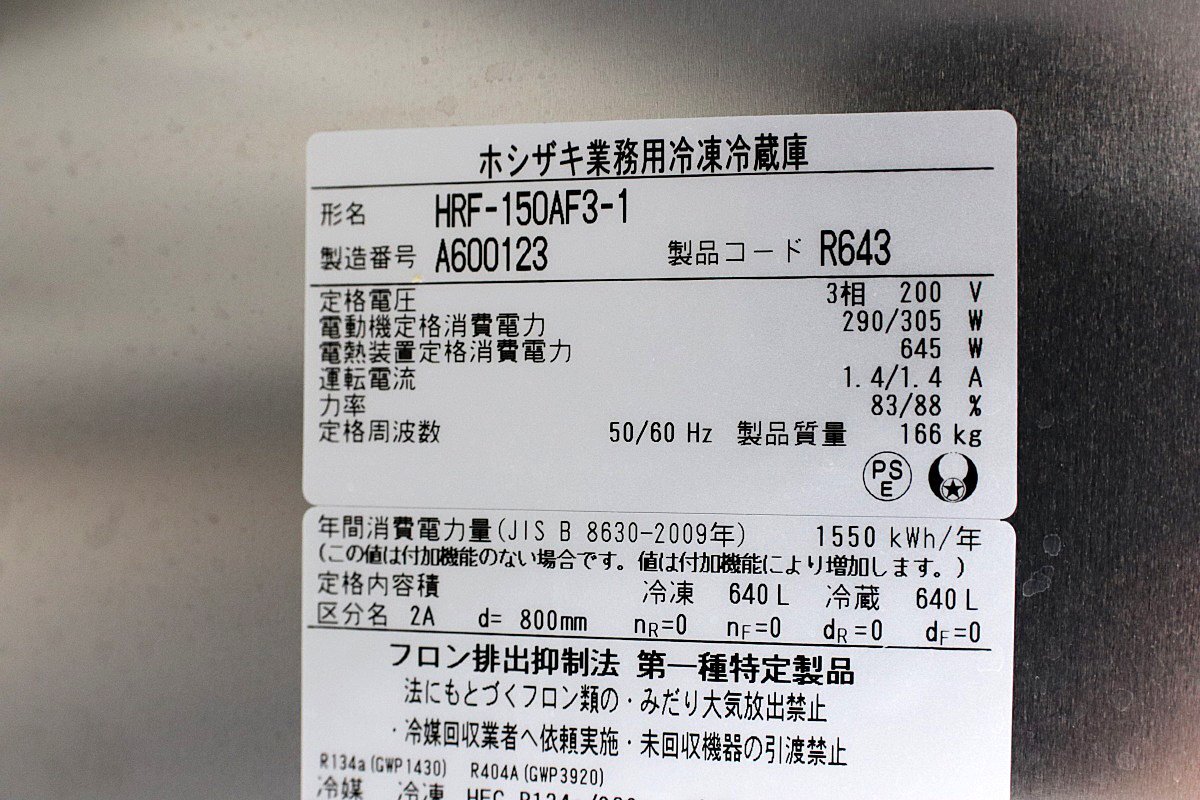 ホシザキ業務用冷凍冷蔵庫
形名 HRF-150AF3-1
製造番号 A600123 製品コード R643
定格電圧 3相 200 V
電動機定格消費電力 290/305 W
電熱装置定格消費電力 645 W
運転電流 1.4/1.4 A
力率 83/88 %
定格周波数 50/60 Hz 製品質量 166 kg
PS
E
年間消費電力量(JIS B 8630-2009年) 1550 kWh/年
(この値は付加機能のない場合です。値は付加機能により増加します。)
定格内容積 冷凍 640 L 冷蔵 640 L
区分名 2A d= 800mm nR=0 nF=0 dR=0 dF=0
フロン排出抑制法 第一種特定製品
法にもとづくフロン類の・みだり大気放出禁止
・冷媒回収業者へ依頼実施・未回収機器の引渡禁止
R134a(GWP1430) R404A(GWP3920)
冷媒 冷凍 HFC R134a